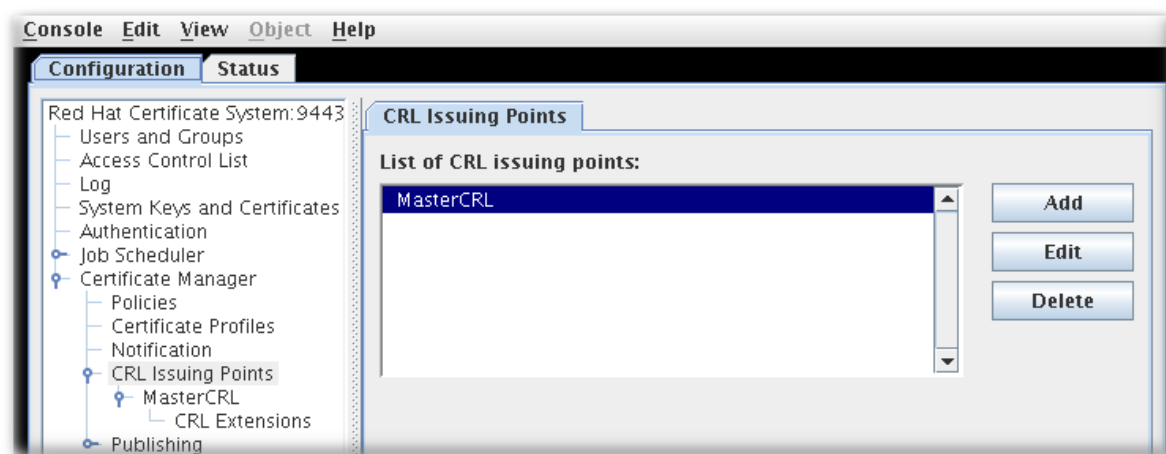 Console Edit View Object Help
Configuration Status
Red Hat Certificate System:9443
Users and Groups
Access Control List
Log
System Keys and Certificates
Authentication
Job Scheduler
Certificate Manager
Policies
Certificate Profiles
Notification
CRL Issuing Points
MasterCRL
CRL Extensions
Publishing
CRL Issuing Points
List of CRL issuing points:
MasterCRL
Add
Edit
Delete